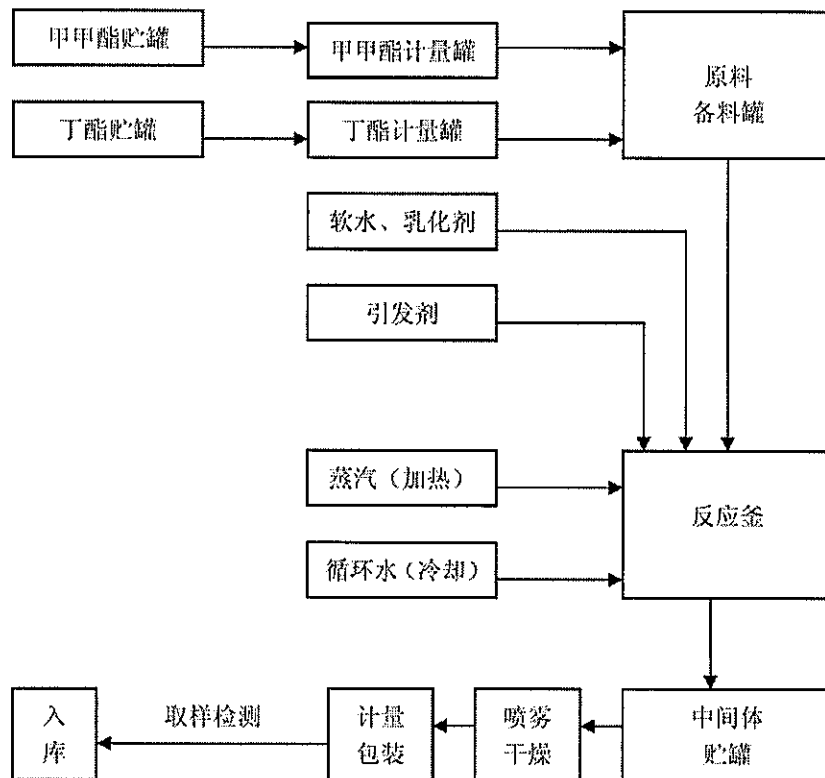 甲甲酯贮罐
甲甲酯计量罐
原料
备料罐
丁酯贮罐
丁酯计量罐
软水、乳化剂
引发剂
蒸汽（加热）
反应釜
循环水（冷却）
入
库
取样检测
计量
包装
喷雾
干燥
中间体
贮罐